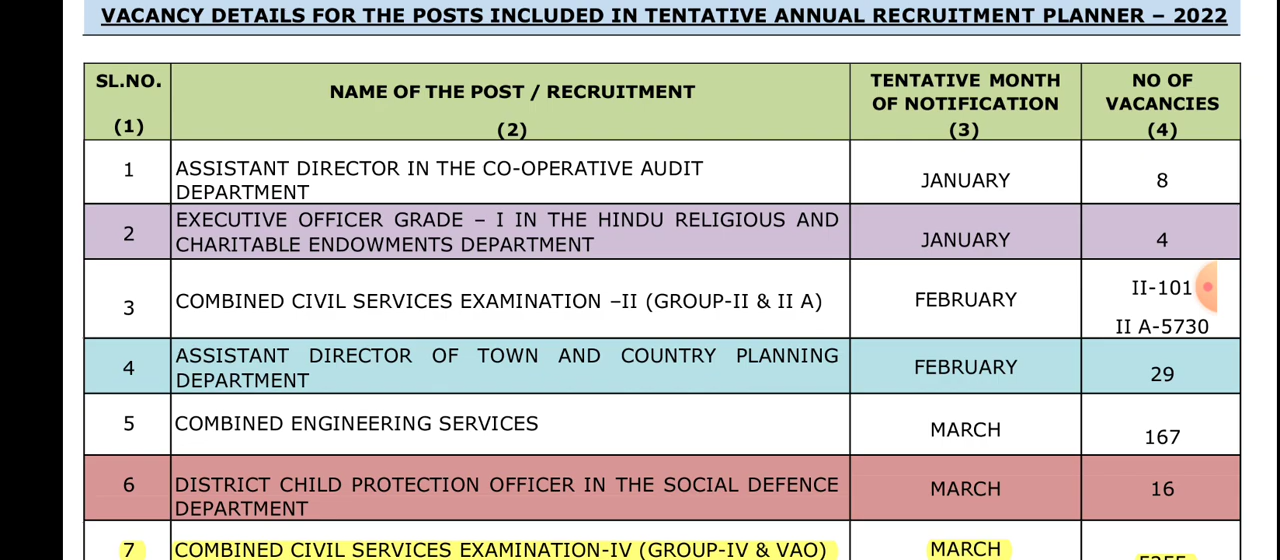 VACANCY DETAILS FOR THE POSTS INCLUDED IN TENTATIVE ANNUAL RECRUITMENT PLANNER – 2022
SL.NO. (1)
NAME OF THE POST / RECRUITMENT
(2)
TENTATIVE MONTH
OF NOTIFICATION
(3)
NO OF
VACANCIES
(4)
1
ASSISTANT DIRECTOR IN THE CO-OPERATIVE AUDIT
DEPARTMENT
JANUARY
8
2
EXECUTIVE OFFICER GRADE – I IN THE HINDU RELIGIOUS AND
CHARITABLE ENDOWMENTS DEPARTMENT
JANUARY
4
3
COMBINED CIVIL SERVICES EXAMINATION –II (GROUP-II & II A)
FEBRUARY
II-101
II A-5730
4
ASSISTANT DIRECTOR OF TOWN AND COUNTRY PLANNING
DEPARTMENT
FEBRUARY
29
5
COMBINED ENGINEERING SERVICES
MARCH
167
6
DISTRICT CHILD PROTECTION OFFICER IN THE SOCIAL DEFENCE
DEPARTMENT
MARCH
16
7
COMBINED CIVIL SERVICES EXAMINATION-IV (GROUP-IV & VAO)
MARCH